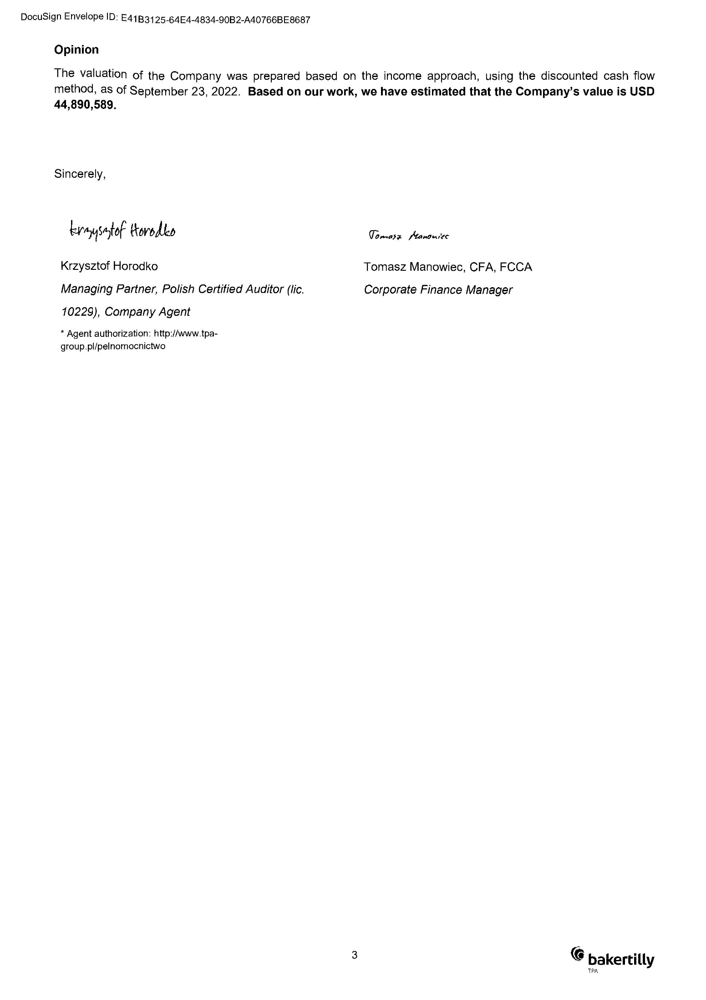 DocuSign Envelope ID: E41B3125-64E4-4834-90B2-A40766BE8687
Opinion
The valuation of the Company was prepared based on the income approach, using the discounted cash flow
method, as of September 23, 2022. Based on our work, we have estimated that the Company's value is USD
44,890,589.
Sincerely,
Krzysztof Horodko
Tomasz Manowiec
Krzysztof Horodko
Tomasz Manowiec, CFA, FCCA
Managing Partner, Polish Certified Auditor (lic.
Corporate Finance Manager
10229), Company Agent
* Agent authorization: http://www.tpa-
group.pl/pelnomocnictwo
3
bakertilly
TPA